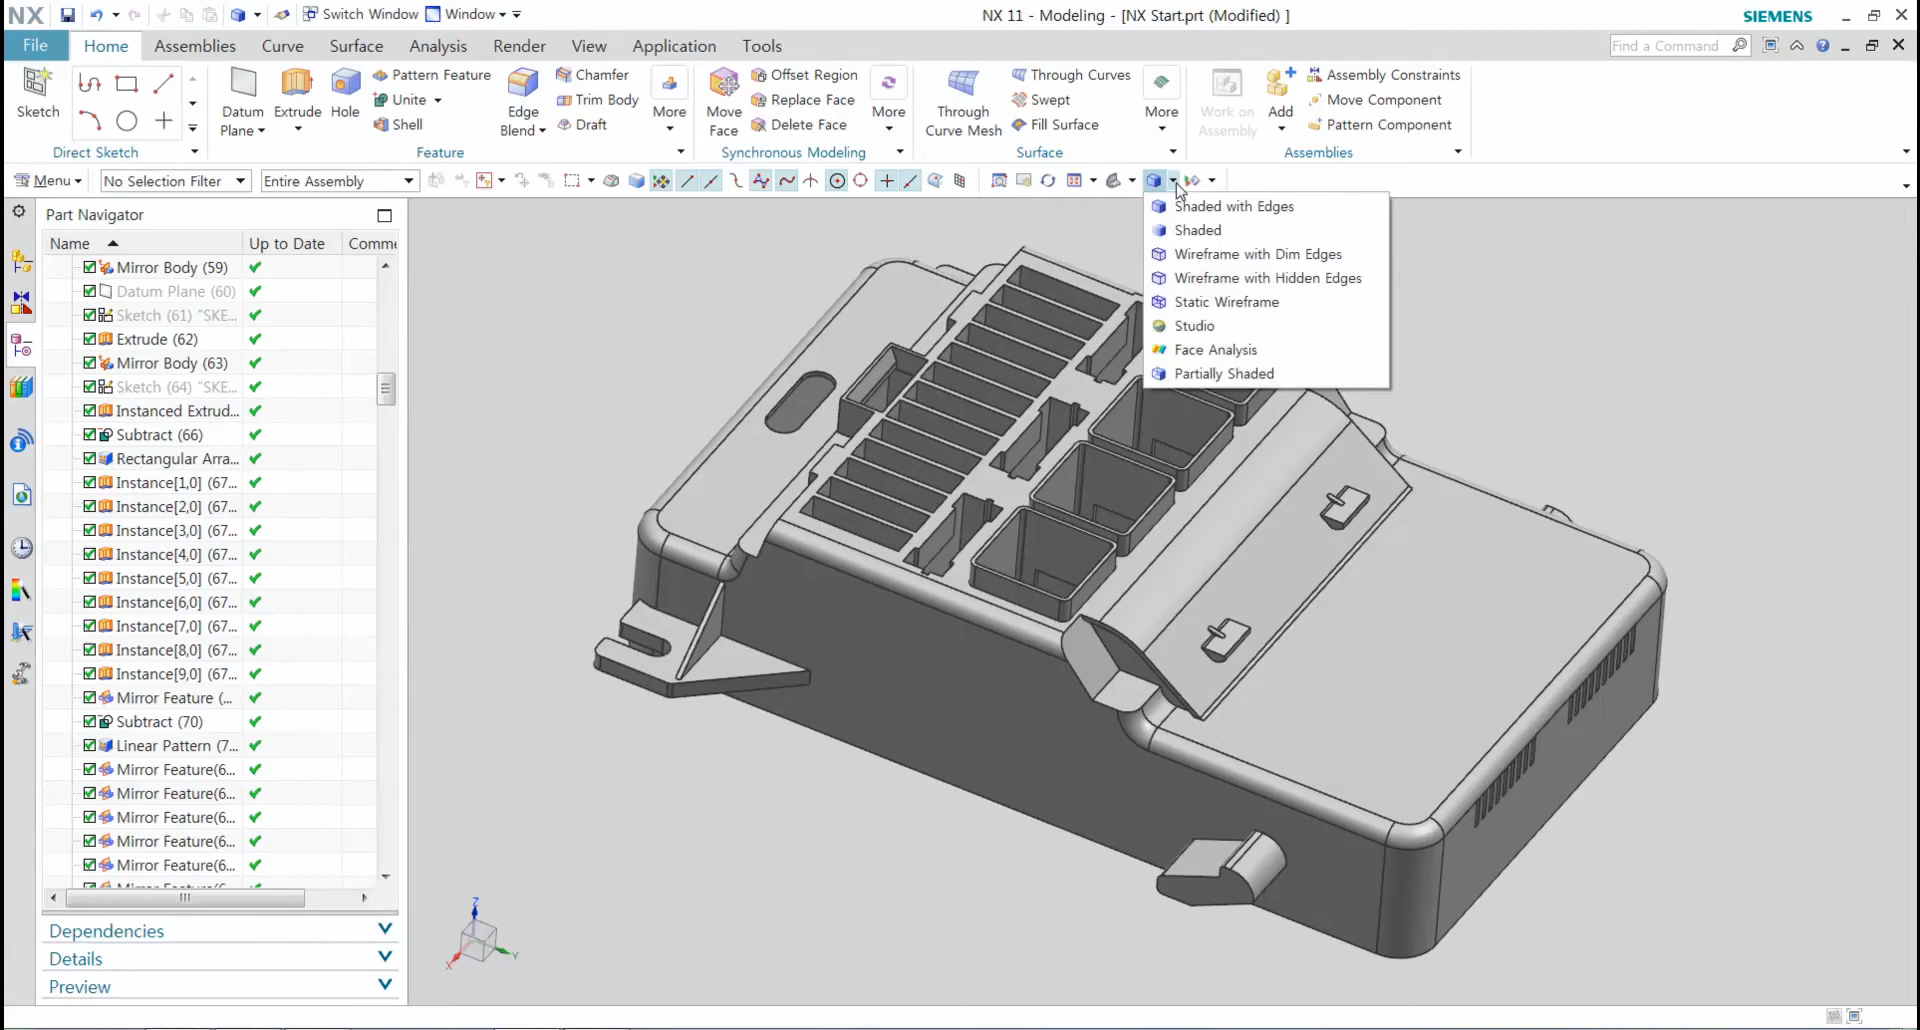 NX
Switch Window
Window
NX 11 - Modeling - [NX Start.prt (Modified) ]
SIEMENS
File
Home
Assemblies
Curve
Surface
Analysis
Render
View
Application
Tools
Find a Command
Sketch
Direct Sketch
Datum
Plane
Extrude
Hole
Pattern Feature
Unite
Shell
Edge
Blend
Chamfer
Trim Body
Draft
More
Feature
Move
Face
Offset Region
Replace Face
Delete Face
More
Synchronous Modeling
Through
Curve Mesh
Through Curves
Swept
Fill Surface
More
Surface
Work on
Assembly
Add
Assembly Constraints
Move Component
Pattern Component
Assemblies
Menu
No Selection Filter
Entire Assembly
Shaded with Edges
Shaded
Wireframe with Dim Edges
Wireframe with Hidden Edges
Static Wireframe
Studio
Face Analysis
Partially Shaded
Part Navigator
Name
Up to Date
Comme
Mirror Body (59)
Datum Plane (60)
Sketch (61) "SKE...
Extrude (62)
Mirror Body (63)
Sketch (64) "SKE...
Instanced Extrud...
Subtract (66)
Rectangular Arra...
Instance[1,0] (67...
Instance[2,0] (67...
Instance[3,0] (67...
Instance[4,0] (67...
Instance[5,0] (67...
Instance[6,0] (67...
Instance[7,0] (67...
Instance[8,0] (67...
Instance[9,0] (67...
Mirror Feature (...
Subtract (70)
Linear Pattern (7...
Mirror Feature(6...
Mirror Feature(6...
Mirror Feature(6...
Mirror Feature(6...
Mirror Feature(6...
Dependencies
Details
Preview
Z
X
Y